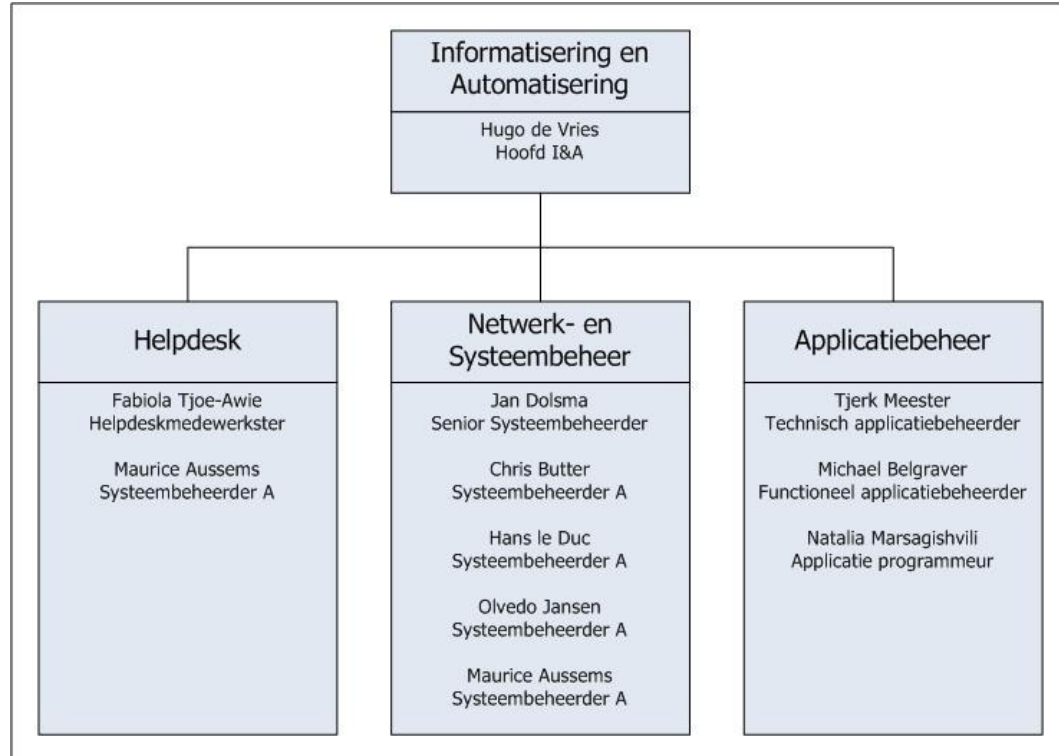 Informatisering en
Automatisering
Hugo de Vries
Hoofd I&A
Helpdesk
Fabiola Tjoe-Awie
Helpdeskmedewerkster
Maurice Aussems
Systeembeheerder A
Netwerk- en
Systeembeheer
Jan Dolsma
Senior Systeembeheerder
Chris Butter
Systeembeheerder A
Hans le Duc
Systeembeheerder A
Olvedo Jansen
Systeembeheerder A
Maurice Aussems
Systeembeheerder A
Applicatiebeheer
Tjerk Meester
Technisch applicatiebeheerder
Michael Belgraver
Functioneel applicatiebeheerder
Natalia Marsagishvili
Applicatie programmeur